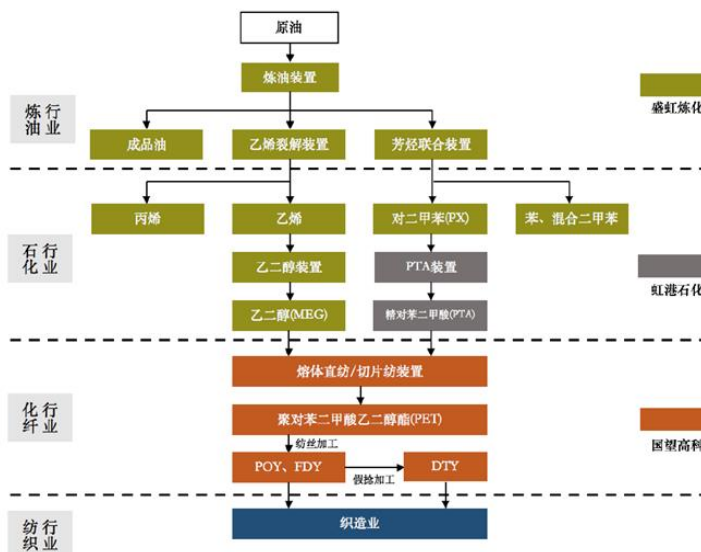 原油
炼油装置
炼油
行业
盛虹炼化
成品油
乙烯裂解装置
芳烃联合装置
丙烯
乙烯
对二甲苯(PX)
苯、混合二甲苯
石化
行业
乙二醇装置
PTA装置
虹港石化
乙二醇(MEG)
精对苯二甲酸(PTA)
熔体直纺/切片纺装置
化纤
行业
聚对苯二甲酸乙二醇酯(PET)
国望高科
纺丝加工
POY、FDY
假捻加工
DTY
纺织
行业
织造业